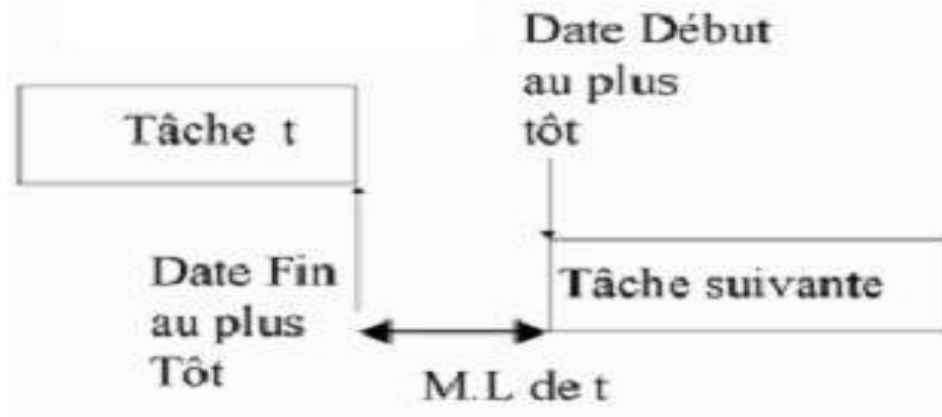 Date Début
au plus
tôt
Tâche t
Date Fin
au plus
Tôt
Tâche suivante
M.L de t